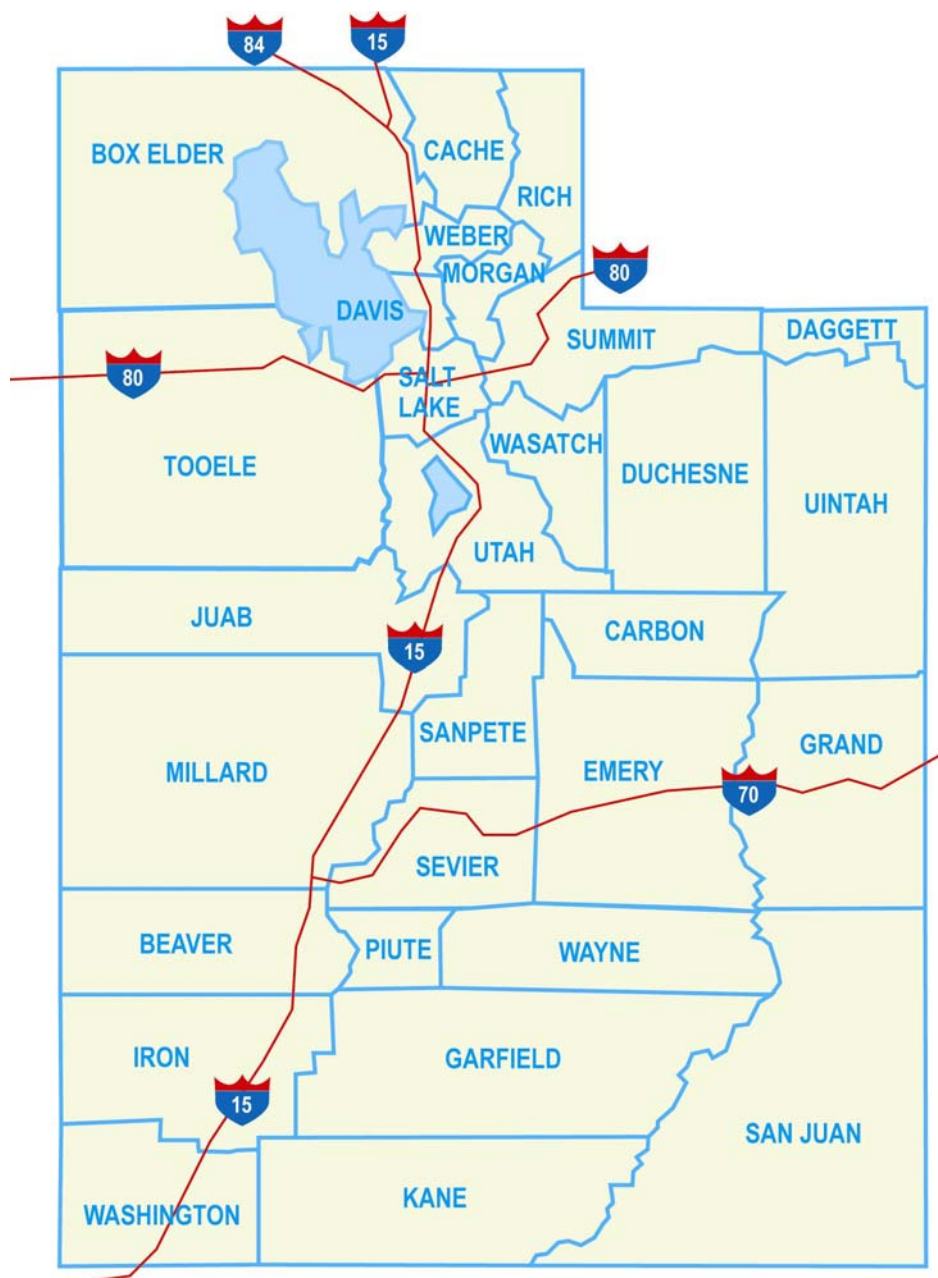 84
15
BOX ELDER
CACHE
RICH
WEBER
MORGAN
80
DAVIS
SUMMIT
DAGGETT
80
SALT
LAKE
WASATCH
TOOELE
DUCHESNE
UINTAH
UTAH
JUAB
CARBON
15
SANPETE
GRAND
MILLARD
EMERY
70
SEVIER
BEAVER
PIUTE
WAYNE
IRON
GARFIELD
15
SAN JUAN
KANE
WASHINGTON